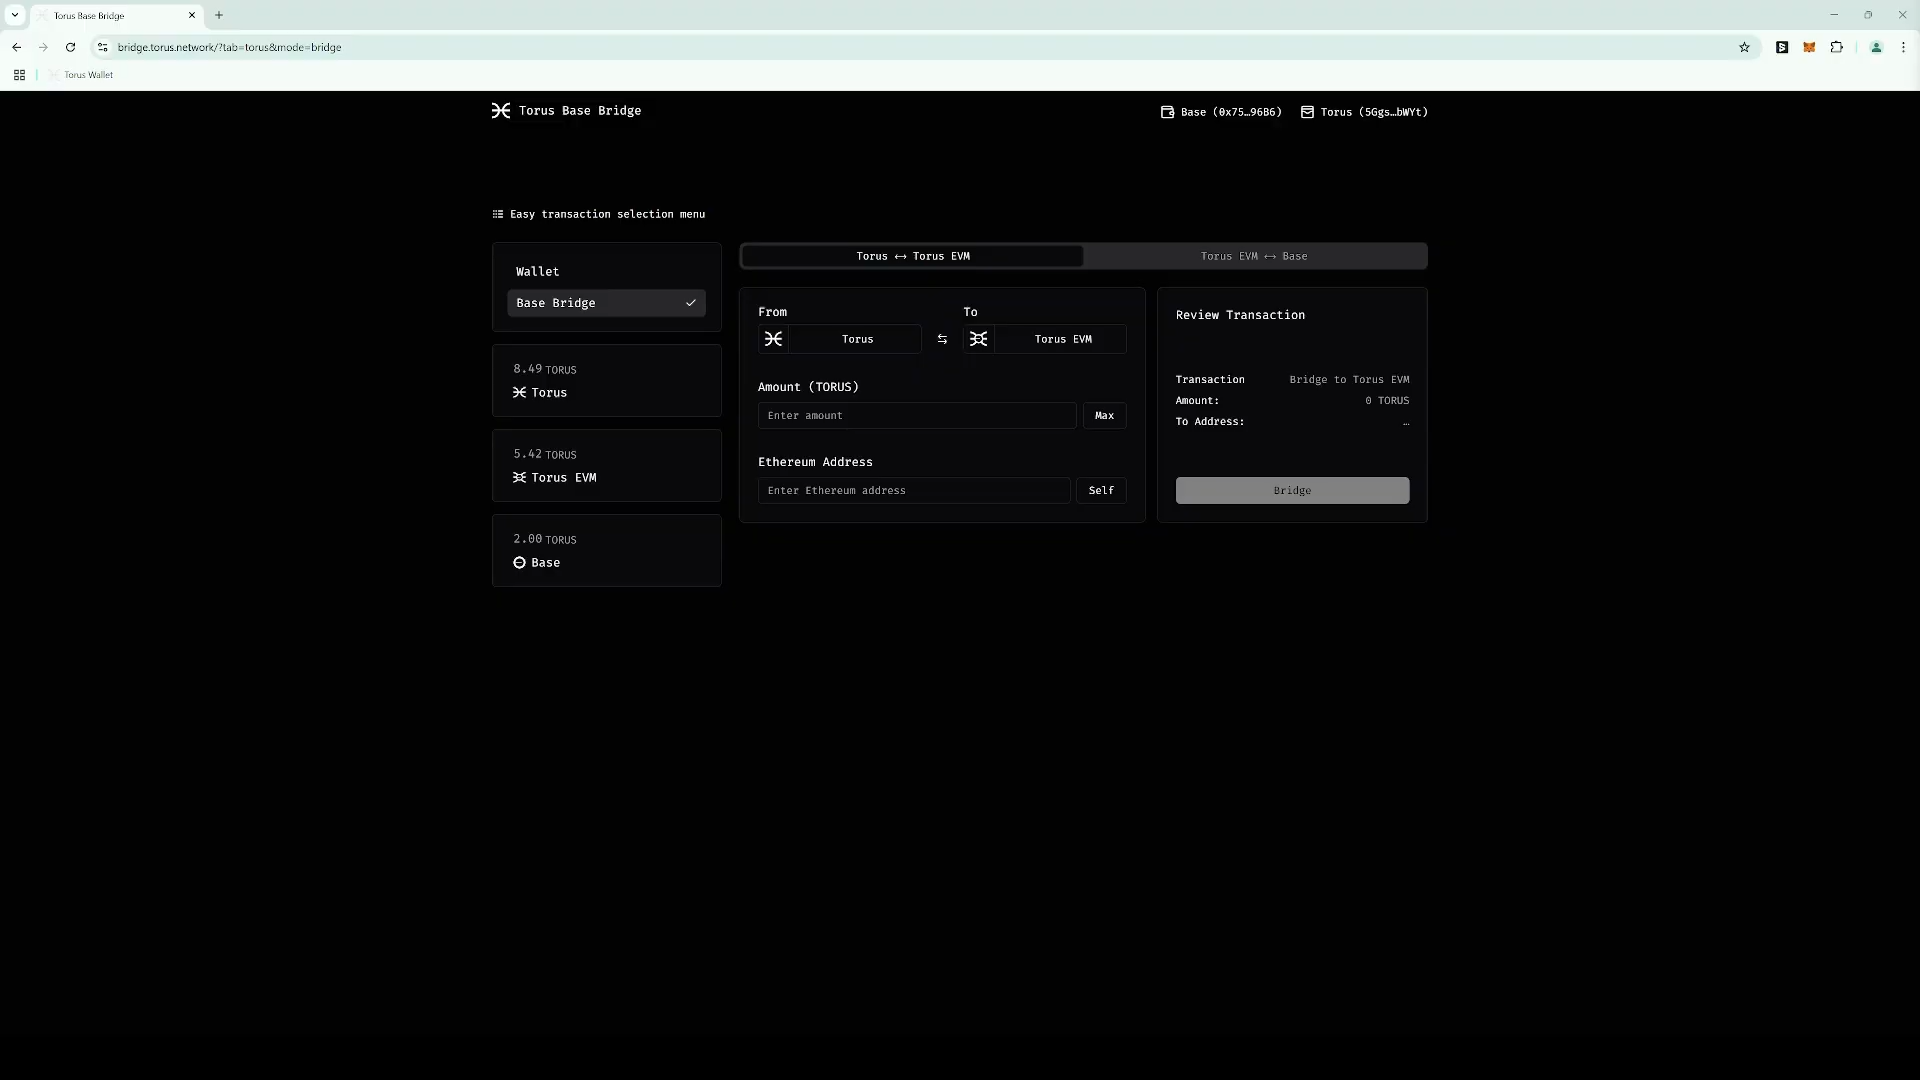 Torus Base Bridge
bridge.torus.network/?tab=torus&mode=bridge
Torus Wallet
Torus Base Bridge
Base (0x75…96B6)
Torus (5Ggs…bWYt)
Easy transaction selection menu
Wallet
Base Bridge
8.49 TORUS
Torus
5.42 TORUS
Torus EVM
2.00 TORUS
Base
Torus ↔ Torus EVM
Torus EVM ↔ Base
From
To
Torus
Torus EVM
Amount (TORUS)
Enter amount
Max
Ethereum Address
Enter Ethereum address
Self
Review Transaction
Transaction
Bridge to Torus EVM
Amount:
0 TORUS
To Address:
…
Bridge